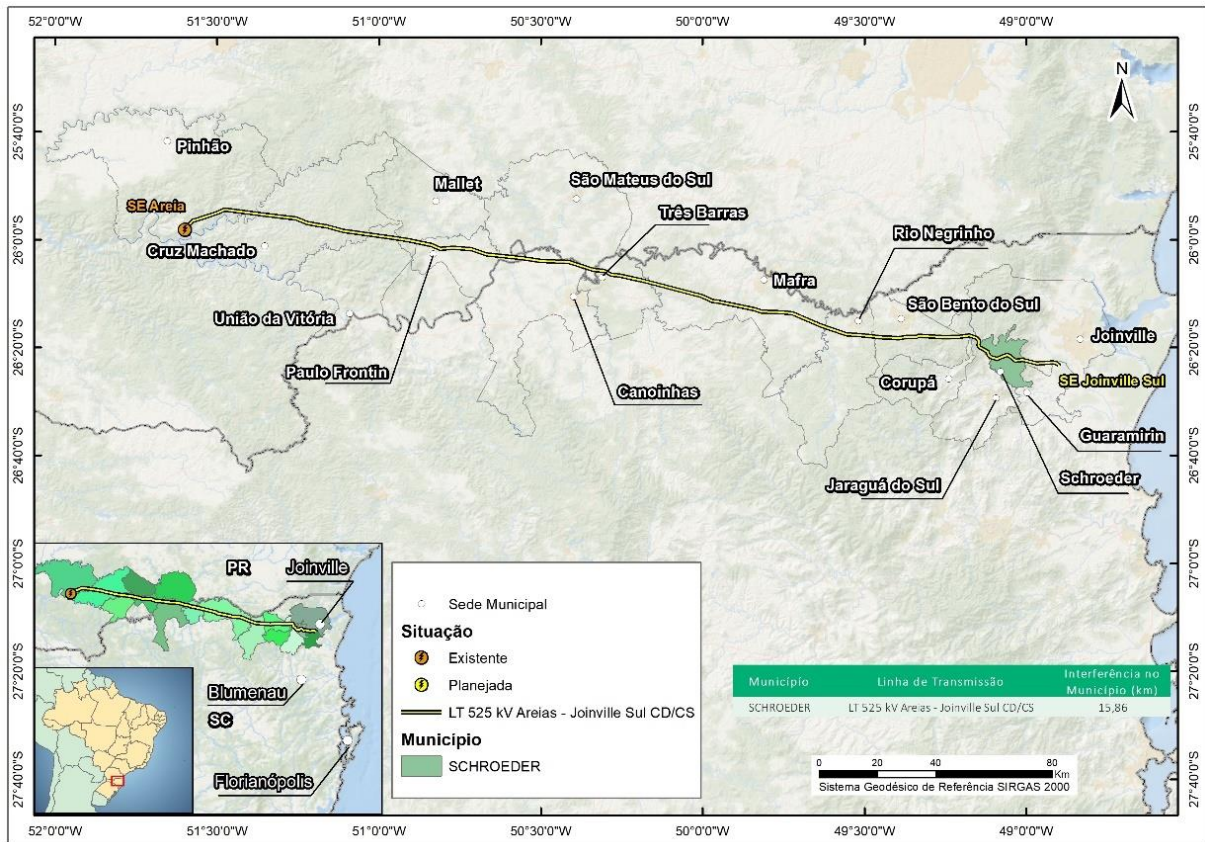 52°0'0"W
51°30'0"W
51°0'0"W
50°30'0"W
50°0'0"W
49°30'0"W
49°0'0"W
N
25°40'0"S
25°40'0"S
Pinhão
Mallet
São Mateus do Sul
SE Areia
Três Barras
26°0'0"S
Cruz Machado
Rio Negrinho
26°0'0"S
Mafra
União da Vitória
São Bento do Sul
Joinville
26°20'0"S
26°20'0"S
Paulo Frontin
Canoinhas
Corupá
SE Joinville Sul
Guaramirin
26°40'0"S
Jaraguá do Sul
Schroeder
26°40'0"S
PR
Joinville
27°0'0"S
27°0'0"S
Blumenau
SC
Florianópolis
27°20'0"S
27°20'0"S
27°40'0"S
27°40'0"S
Sede Municipal
Situação
Existente
Planejada
LT 525 kV Areias - Joinville Sul CD/CS
Municipio
SCHROEDER
Município Linha de Transmissão Interferência no Município (km)
SCHROEDER LT 525 kV Areias - Joinville Sul CD/CS 15,86
0 20 40 80
Km
Sistema Geodésico de Referência SIRGAS 2000
52°0'0"W
51°30'0"W
51°0'0"W
50°30'0"W
50°0'0"W
49°30'0"W
49°0'0"W